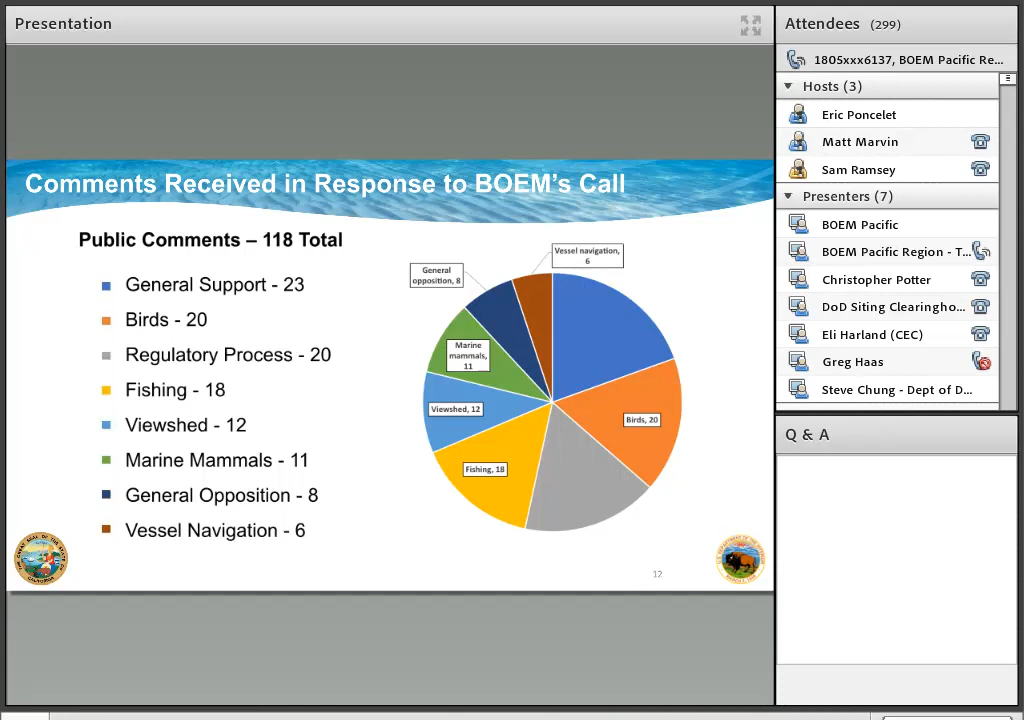 Presentation
Comments Received in Response to BOEM's Call
Public Comments – 118 Total
General Support - 23
Birds - 20
Regulatory Process - 20
Fishing - 18
Viewshed - 12
Marine Mammals - 11
General Opposition - 8
Vessel Navigation - 6
Vessel navigation,
6
General
opposition, 8
Marine
mammals,
11
Viewshed, 12
Birds, 20
Fishing, 18
12
Attendees (299)
1805xxx6137, BOEM Pacific Re...
Hosts (3)
Eric Poncelet
Matt Marvin
Sam Ramsey
Presenters (7)
BOEM Pacific
BOEM Pacific Region - T...
Christopher Potter
DoD Siting Clearingho...
Eli Harland (CEC)
Greg Haas
Steve Chung - Dept of D...
Q & A